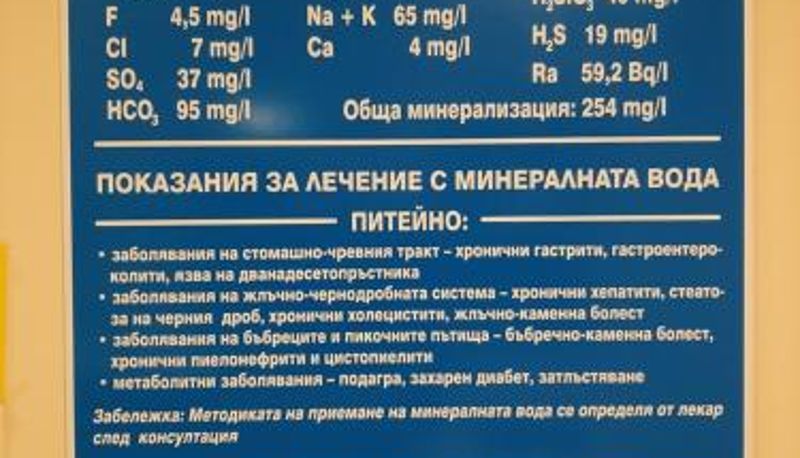 F 4,5 mg/l Na + K 65 mg/l
Cl 7 mg/l Ca 4 mg/l H₂S 19 mg/l
SO₄ 37 mg/l Ra 59,2 Bq/l
HCO₃ 95 mg/l Обща минерализация: 254 mg/l
ПОКАЗАНИЯ ЗА ЛЕЧЕНИЕ С МИНЕРАЛНАТА ВОДА
ПИТЕЙНО:
• заболявания на стомашно-чревния тракт – хронични гастрити, гастроентеро-
колити, язва на дванадесетопръстника
• заболявания на жлъчно-чернодробната система – хронични хепатити, стеато-
за на черния дроб, хронични холецистити, жлъчно-каменна болест
• заболявания на бъбреците и пикочните пътища – бъбречно-каменна болест,
хронични пиелонефрити и цистопиелити
• метаболитни заболявания – подагра, захарен диабет, затлъстяване
Забележка: Методиката на приемане на минералната вода се определя от лекар
след консултация